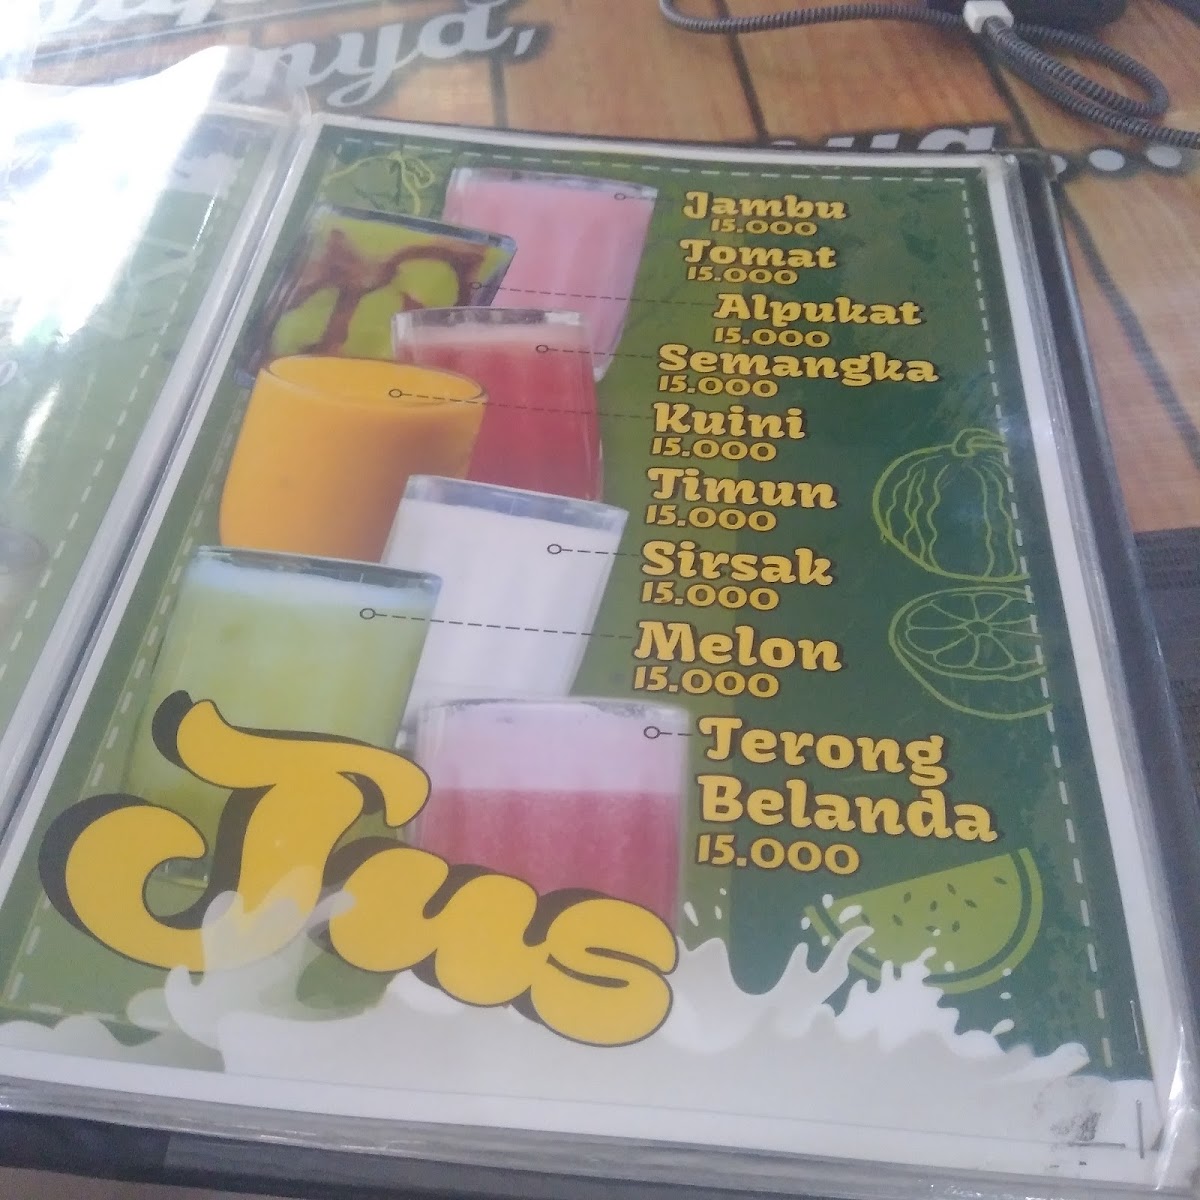 nya,
Jambu
15.000
Tomat
15.000
Alpukat
15.000
Semangka
15.000
Kuini
15.000
Timun
15.000
Sirsak
15.000
Melon
15.000
Terong
Belanda
15.000
Jus